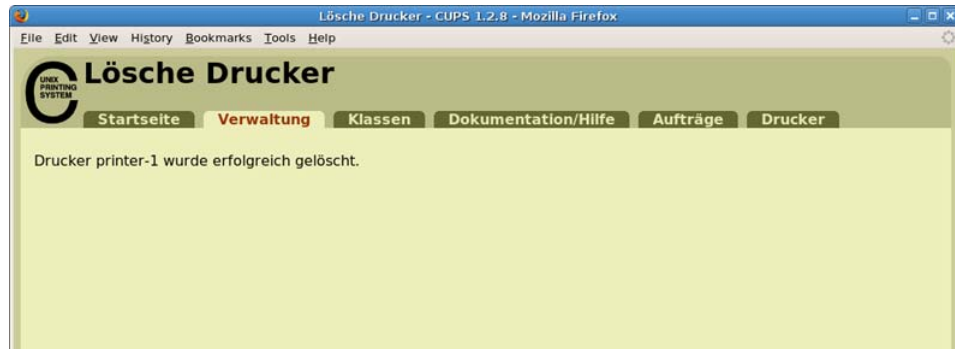 Lösche Drucker - CUPS 1.2.8 - Mozilla Firefox
File Edit View History Bookmarks Tools Help
UNIX
PRINTING
SYSTEM
Lösche Drucker
Startseite Verwaltung Klassen Dokumentation/Hilfe Aufträge Drucker
Drucker printer-1 wurde erfolgreich gelöscht.